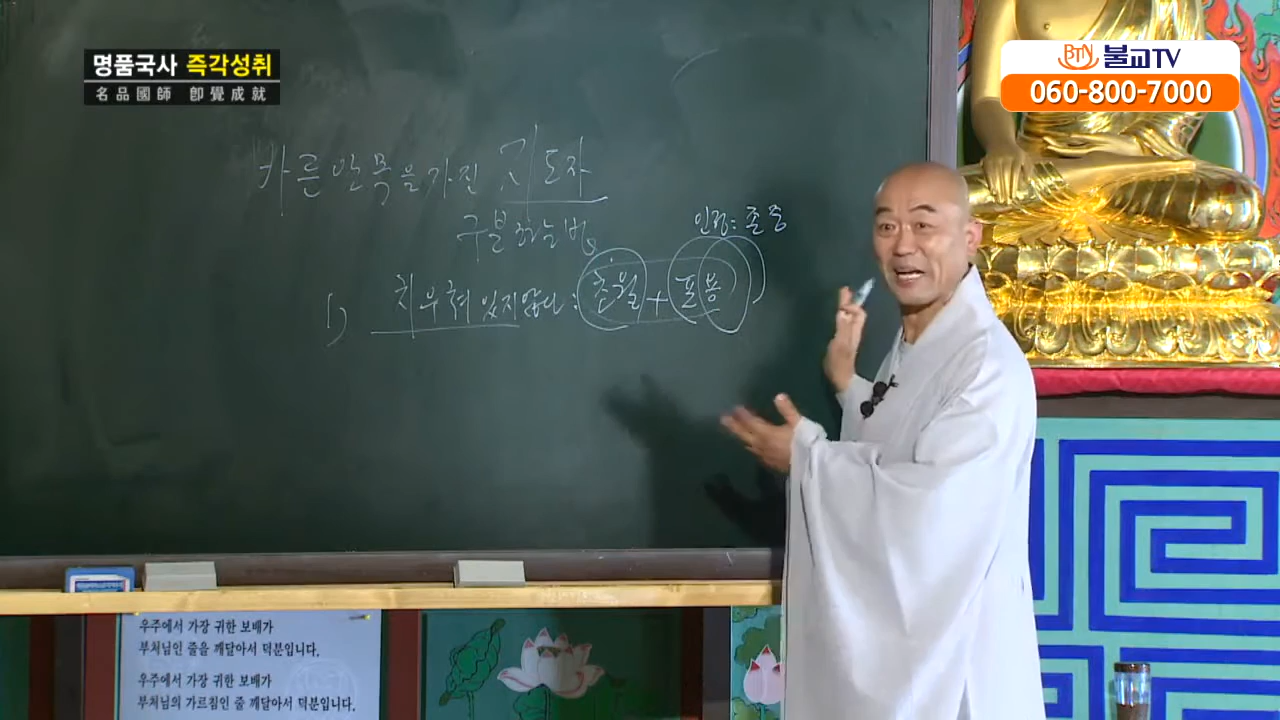 명품국사 즉각성취
名品國師 卽覺成就
BTN 불교TV
060-800-7000
바른안목을가진 지도자
구분하는법
인정: 존중
1) 치우쳐있지않다: 초월 + 포용
우주에서 가장 귀한 보배가
부처님인 줄을 깨달아서 덕분입니다.
우주에서 가장 귀한 보배가
부처님의 가르침인 줄 깨달아서 덕분입니다.